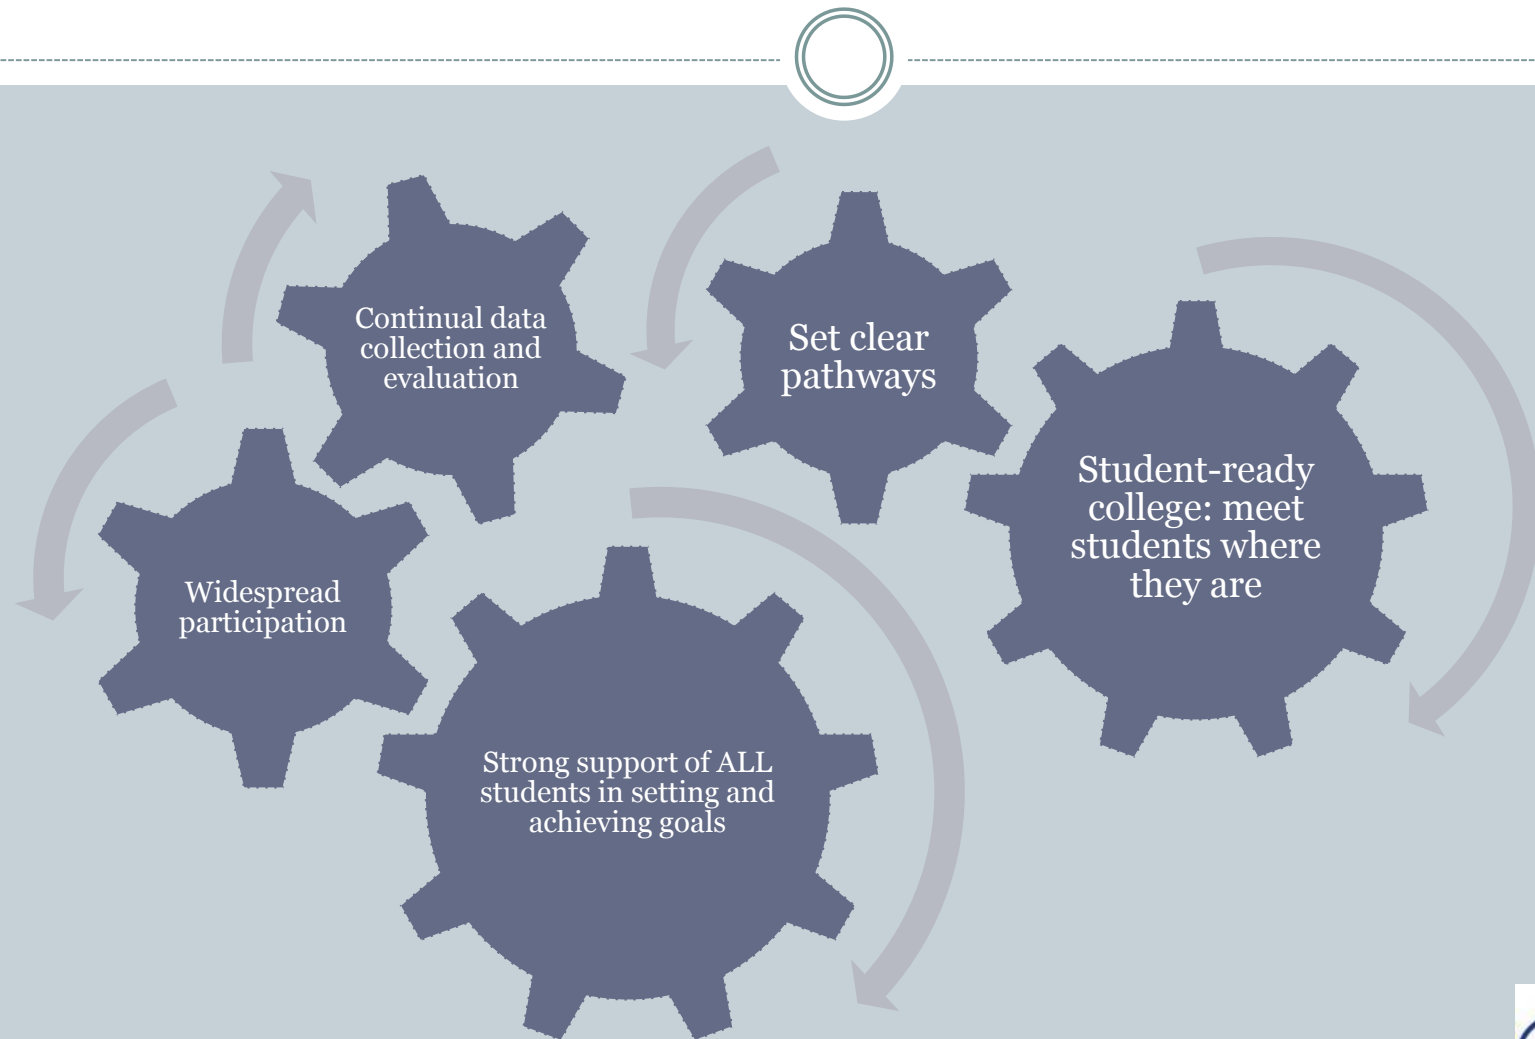 Continual data
collection and
evaluation
Set clear
pathways
Student-ready
college: meet
students where
they are
Widespread
participation
Strong support of ALL
students in setting and
achieving goals